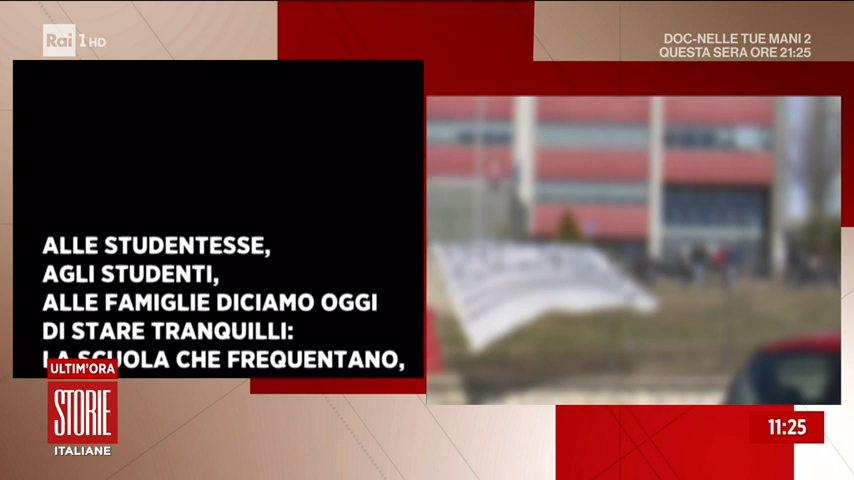 Rai 1 HD
DOC-NELLE TUE MANI 2
QUESTA SERA ORE 21:25
ALLE STUDENTESSE,
AGLI STUDENTI,
ALLE FAMIGLIE DICIAMO OGGI
DI STARE TRANQUILLI:
LA SCUOLA CHE FREQUENTANO,
ULTIM'ORA
STORIE
ITALIANE
11:25